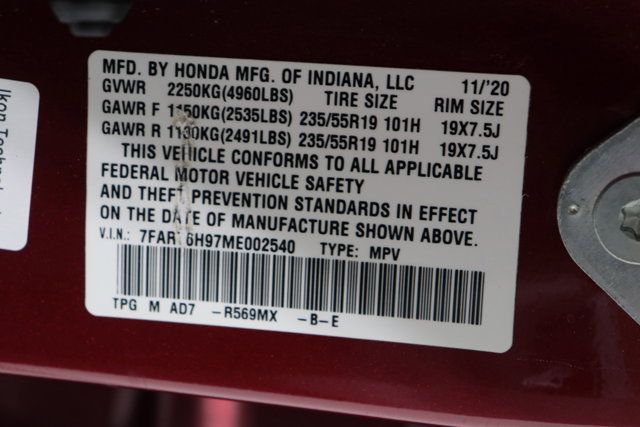 MFD. BY HONDA MFG. OF INDIANA, LLC 11/'20
GVWR 2250KG(4960LBS) TIRE SIZE RIM SIZE
GAWR F 1150KG(2535LBS) 235/55R19 101H 19X7.5J
GAWR R 1130KG(2491LBS) 235/55R19 101H 19X7.5J
THIS VEHICLE CONFORMS TO ALL APPLICABLE
FEDERAL MOTOR VEHICLE SAFETY
AND THEFT PREVENTION STANDARDS IN EFFECT
ON THE DATE OF MANUFACTURE SHOWN ABOVE.
V.I.N.: TYPE: MPV
TPG M AD7 -R569MX -B-E
Ikon